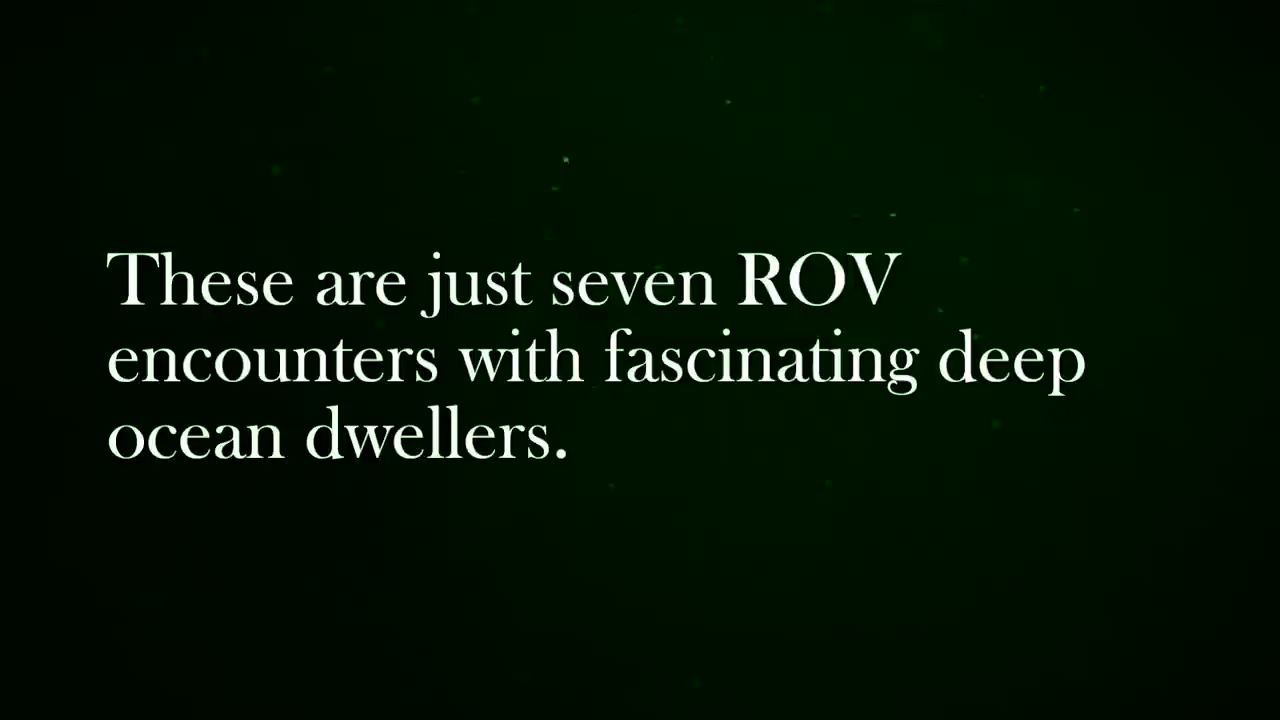 These are just seven ROV
encounters with fascinating deep
ocean dwellers.